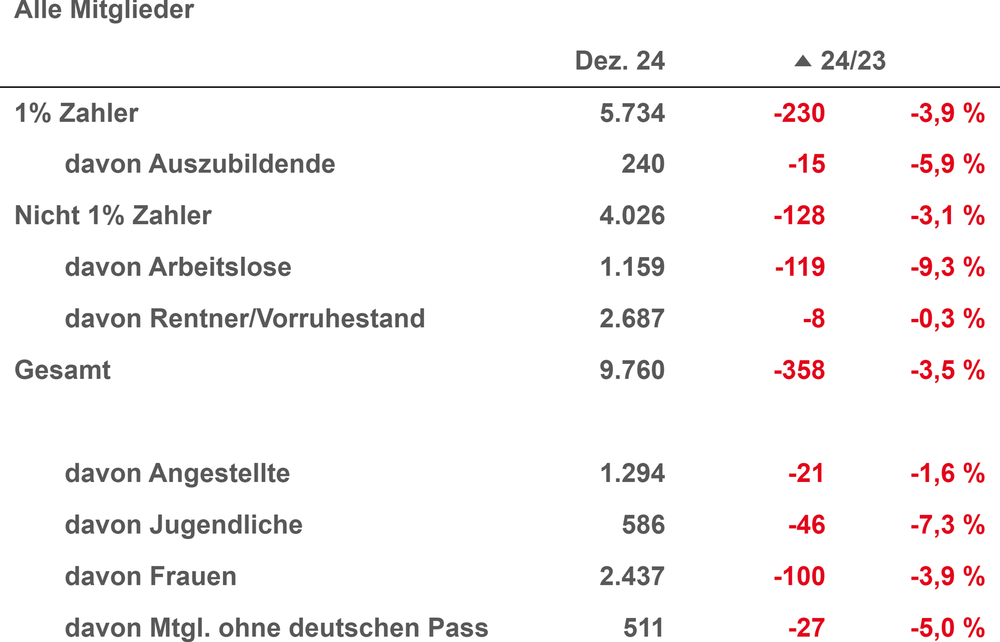 Alle Mitglieder
Dez. 24 ▲ 24/23
1% Zahler 5.734 -230 -3,9 %
davon Auszubildende 240 -15 -5,9 %
Nicht 1% Zahler 4.026 -128 -3,1 %
davon Arbeitslose 1.159 -119 -9,3 %
davon Rentner/Vorruhestand 2.687 -8 -0,3 %
Gesamt 9.760 -358 -3,5 %
davon Angestellte 1.294 -21 -1,6 %
davon Jugendliche 586 -46 -7,3 %
davon Frauen 2.437 -100 -3,9 %
davon Mtgl. ohne deutschen Pass 511 -27 -5,0 %